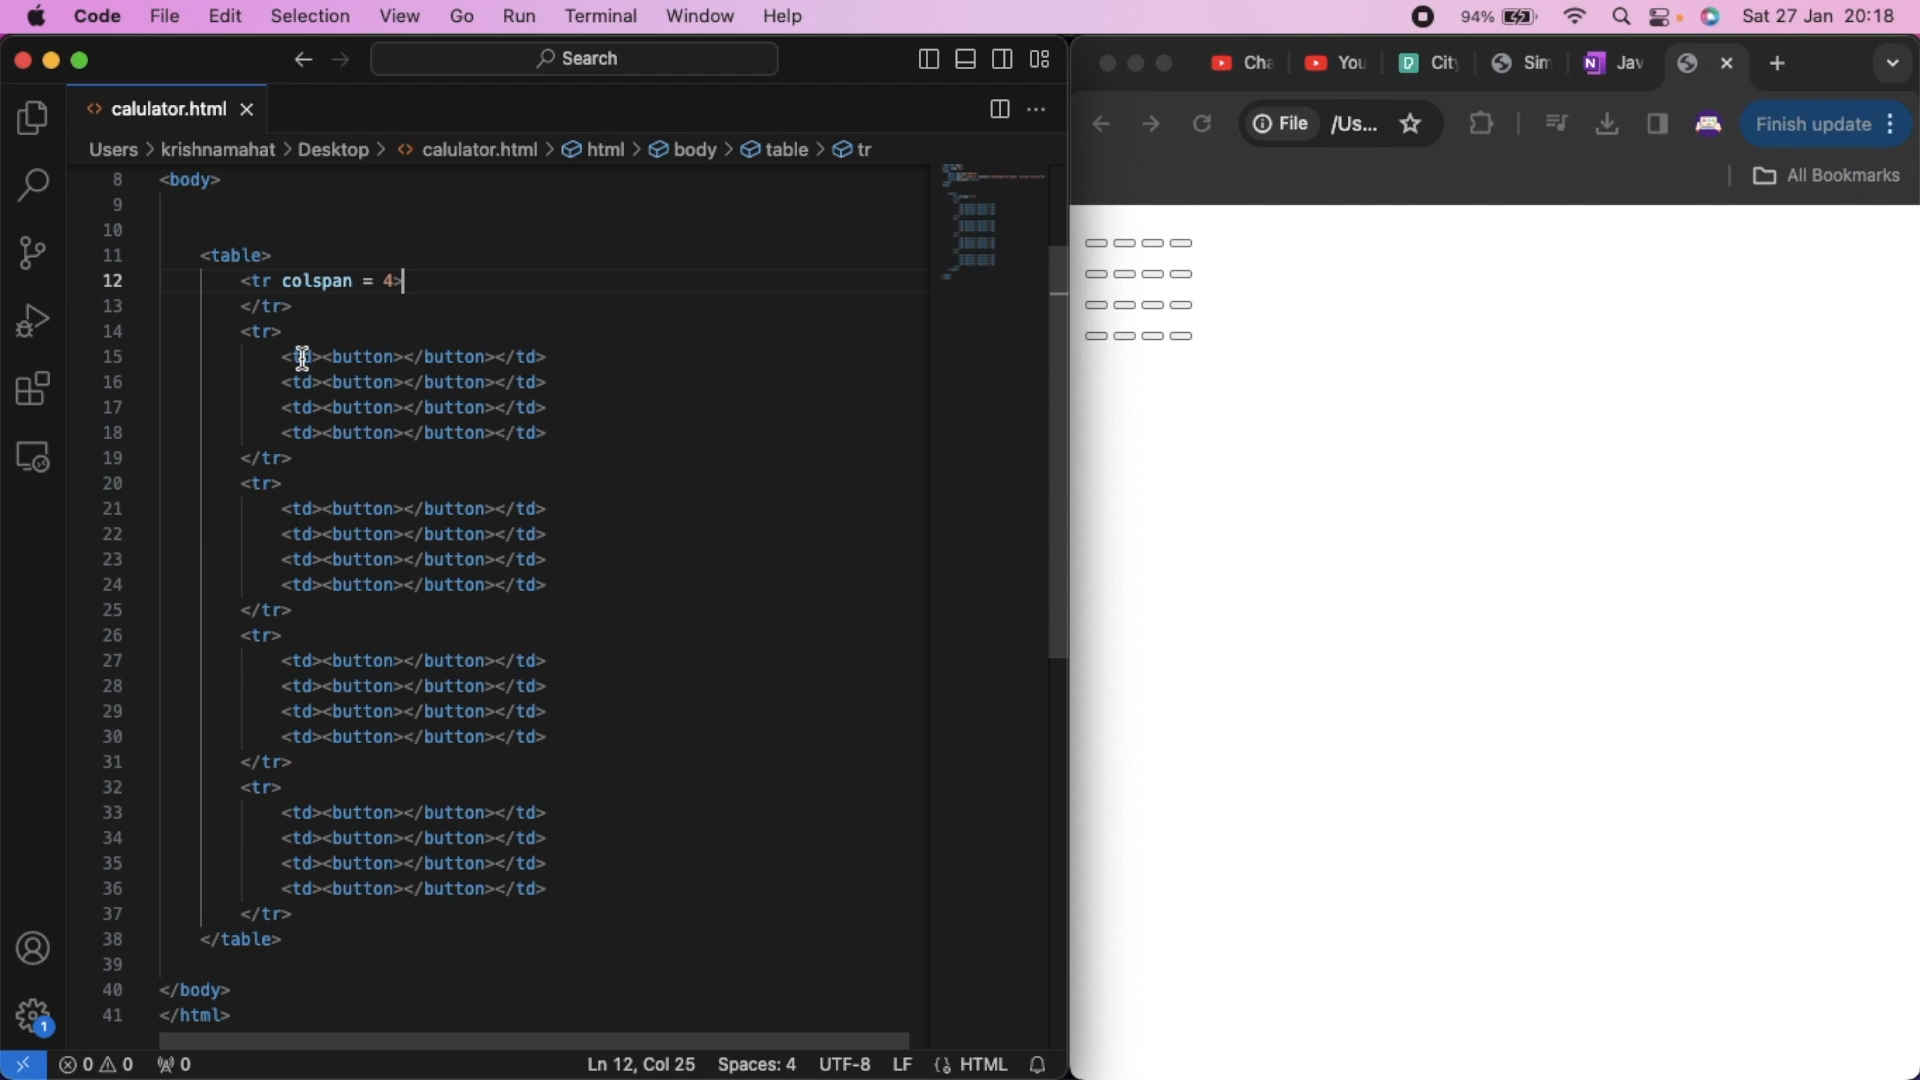 Code File Edit Selection View Go Run Terminal Window Help 94% Sat 27 Jan 20:18
Search
Cha You City Sim Jav
calulator.html
File /Us... Finish update
Users > krishnamahat > Desktop > calulator.html > html > body > table > tr
All Bookmarks
8 <body>
9
10
11 <table>
12 <tr colspan = 4>
13 </tr>
14 <tr>
15 <td><button></button></td>
16 <td><button></button></td>
17 <td><button></button></td>
18 <td><button></button></td>
19 </tr>
20 <tr>
21 <td><button></button></td>
22 <td><button></button></td>
23 <td><button></button></td>
24 <td><button></button></td>
25 </tr>
26 <tr>
27 <td><button></button></td>
28 <td><button></button></td>
29 <td><button></button></td>
30 <td><button></button></td>
31 </tr>
32 <tr>
33 <td><button></button></td>
34 <td><button></button></td>
35 <td><button></button></td>
36 <td><button></button></td>
37 </tr>
38 </table>
39
40 </body>
41 </html>
1
0 0 0 Ln 12, Col 25 Spaces: 4 UTF-8 LF HTML